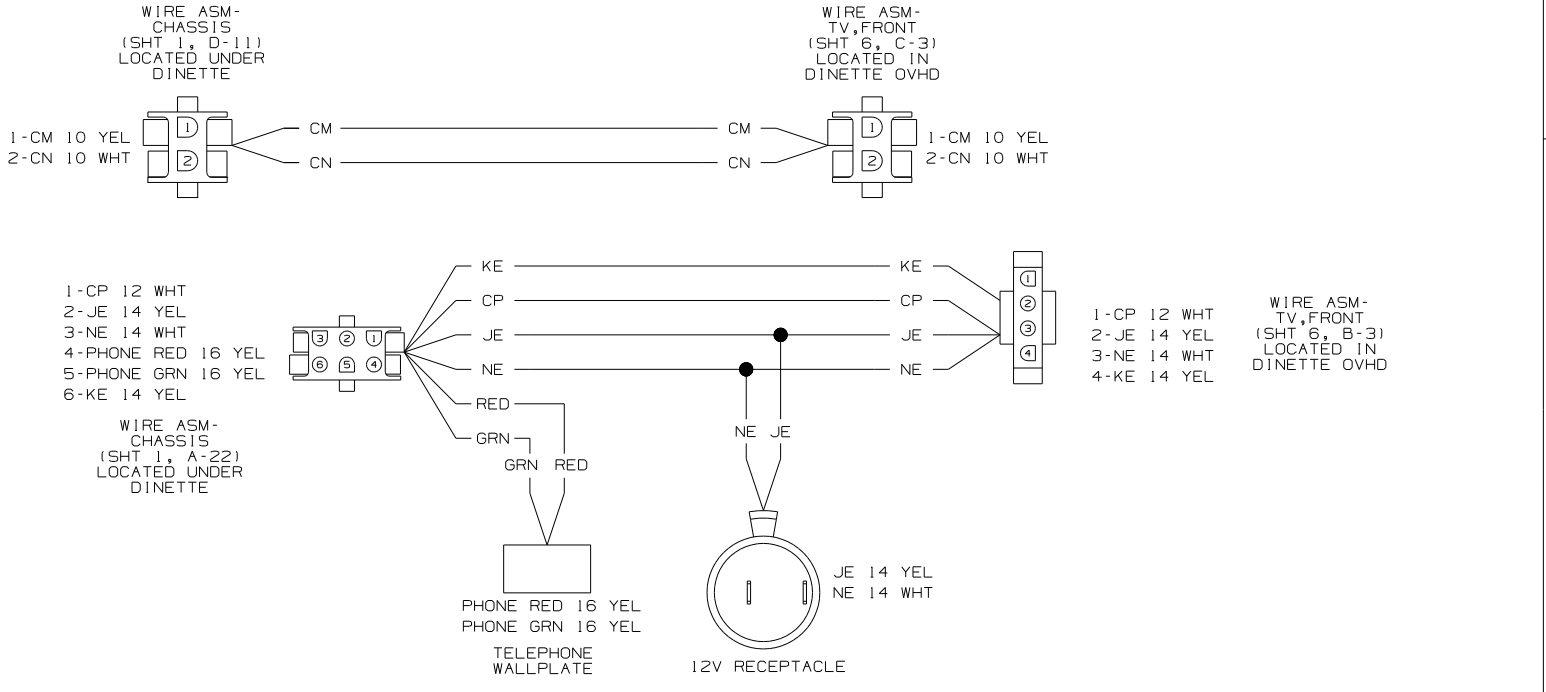 WIRE ASM-
CHASSIS
(SHT 1, D-11)
LOCATED UNDER
DINETTE
WIRE ASM-
TV,FRONT
(SHT 6, C-3)
LOCATED IN
DINETTE OVHD
1-CM 10 YEL
2-CN 10 WHT
1
2
CM
CN
CM
CN
1
2
1-CM 10 YEL
2-CN 10 WHT
1-CP 12 WHT
2-JE 14 YEL
3-NE 14 WHT
4-PHONE RED 16 YEL
5-PHONE GRN 16 YEL
6-KE 14 YEL
WIRE ASM-
CHASSIS
(SHT 1, A-22)
LOCATED UNDER
DINETTE
3 2 1
6 5 4
KE
CP
JE
NE
RED
GRN
GRN RED
KE
CP
JE
NE
NE JE
1
2
3
4
1-CP 12 WHT
2-JE 14 YEL
3-NE 14 WHT
4-KE 14 YEL
WIRE ASM-
TV,FRONT
(SHT 6, B-3)
LOCATED IN
DINETTE OVHD
PHONE RED 16 YEL
PHONE GRN 16 YEL
TELEPHONE
WALLPLATE
JE 14 YEL
NE 14 WHT
12V RECEPTACLE